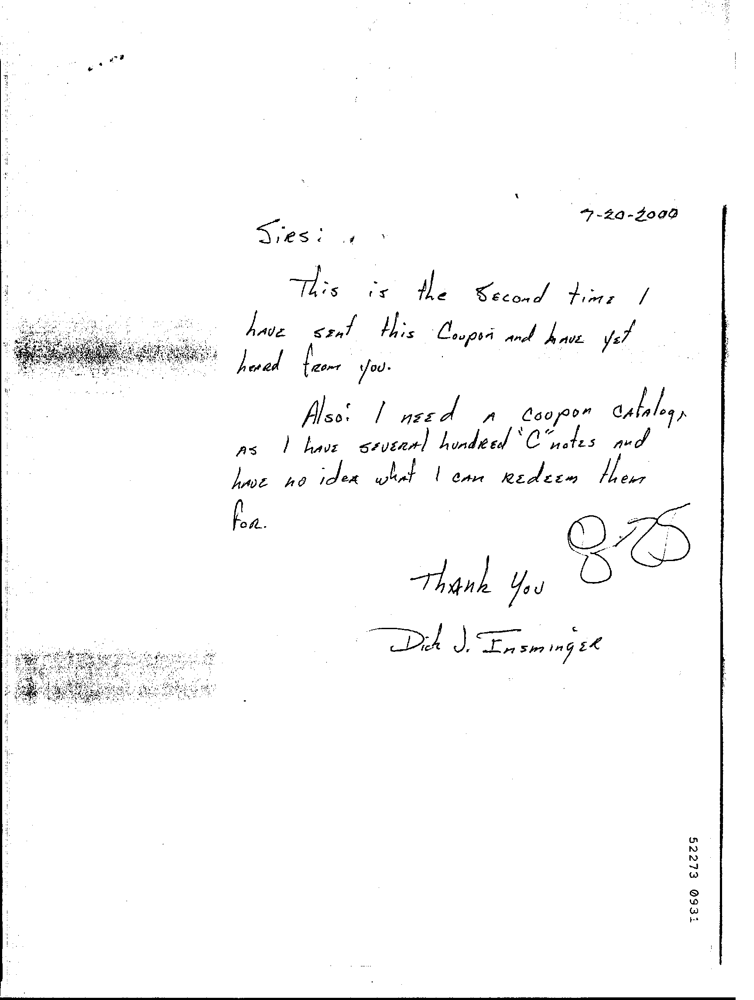 7-20-2000
Sirs:
This is the Second time I
have sent this Coupon and have yet
heard from you.
Also: I need a coupon catalog,
as I have several hundred "C" notes and
have no idea what I can redeem them
for.
8-25
Thank You
Dick J. Ensminger
52273 0931